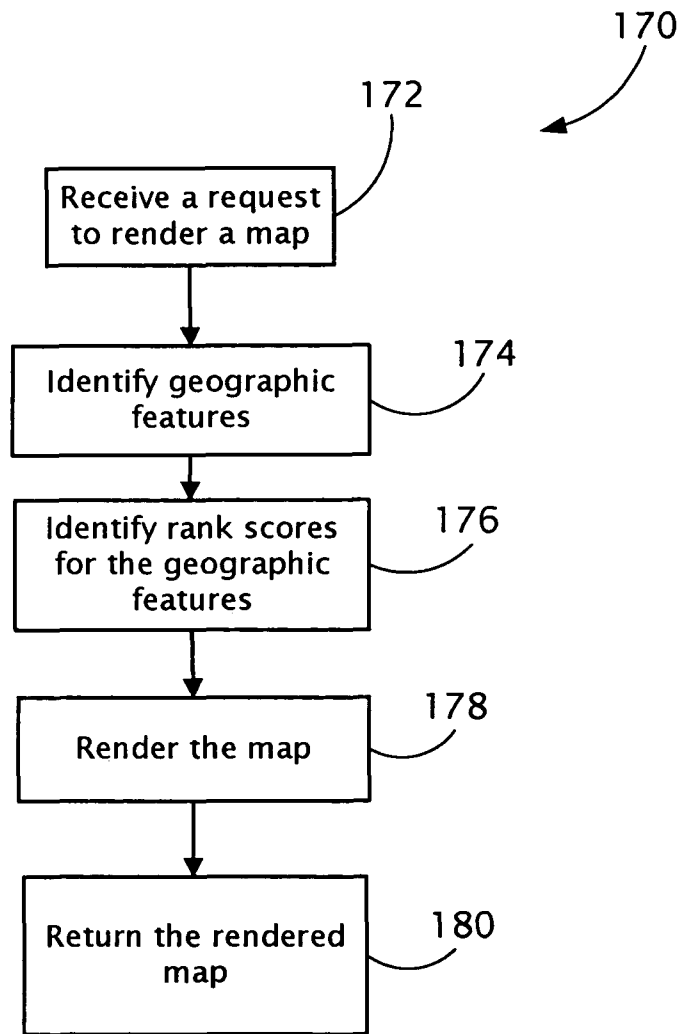 170
172
Receive a request
to render a map
174
Identify geographic
features
176
Identify rank scores
for the geographic
features
178
Render the map
180
Return the rendered
map